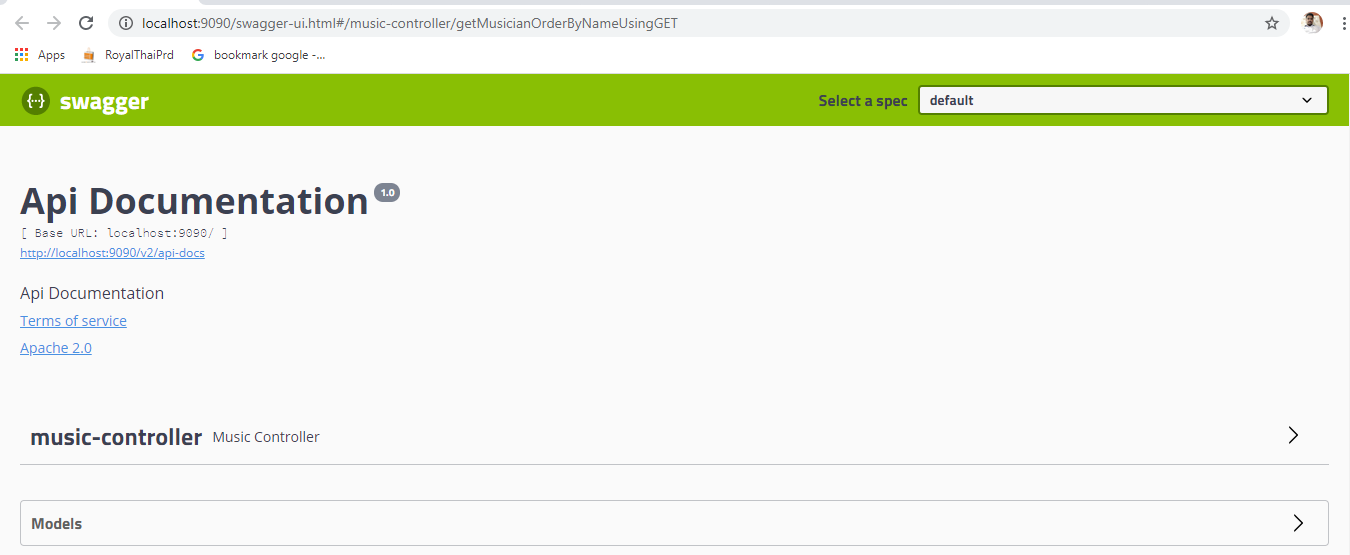 localhost:9090/swagger-ui.html#/music-controller/getMusicianOrderByNameUsingGET
Apps RoyalThaiPrd bookmark google -...
{···} swagger Select a spec default
Api Documentation 1.0
[ Base URL: localhost:9090/ ]
http://localhost:9090/v2/api-docs
Api Documentation
Terms of service
Apache 2.0
music-controller Music Controller
Models